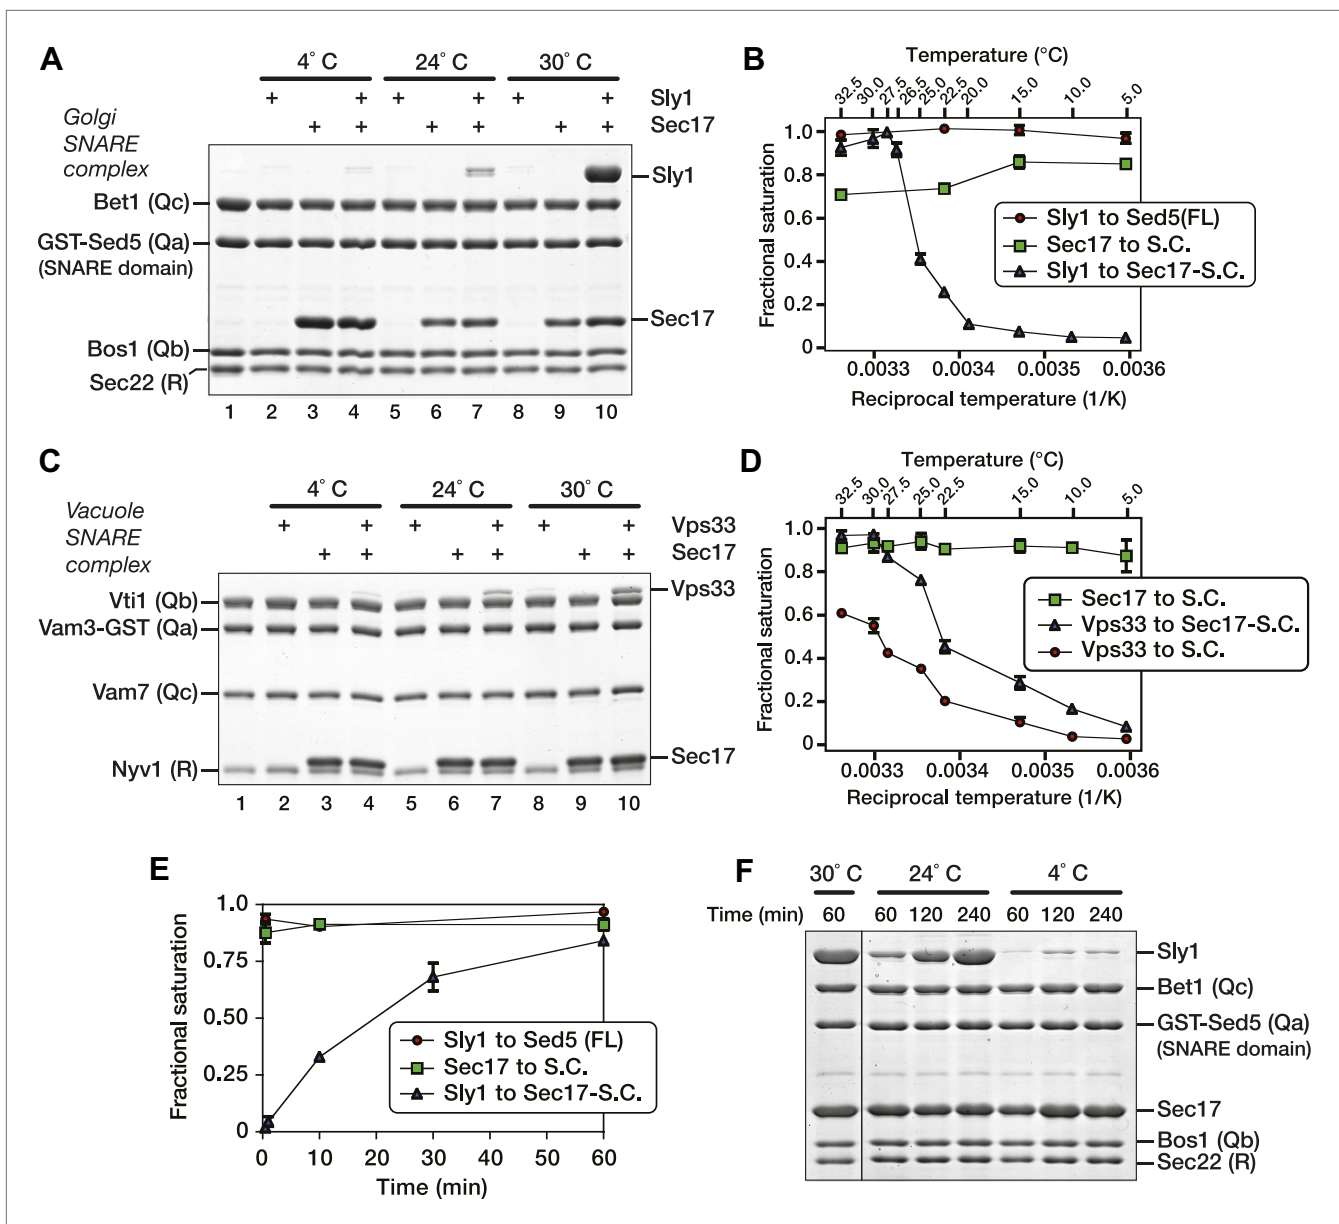 A
4° C 24° C 30° C
+ + + + + + Sly1
+ + + + + + Sec17
Golgi
SNARE
complex
Sly1
Bet1 (Qc)
GST-Sed5 (Qa)
(SNARE domain)
Sec17
Bos1 (Qb)
Sec22 (R)
1 2 3 4 5 6 7 8 9 10
B
Temperature (°C)
32.5 30.0 27.5 26.5 25.0 22.5 20.0 15.0 10.0 5.0
Fractional saturation
1.0
0.8
0.6
0.4
0.2
0
Sly1 to Sed5(FL)
Sec17 to S.C.
Sly1 to Sec17-S.C.
0.0033 0.0034 0.0035 0.0036
Reciprocal temperature (1/K)
C
4° C 24° C 30° C
+ + + + + + Vps33
+ + + + + + Sec17
Vacuole
SNARE
complex
Vps33
Vti1 (Qb)
Vam3-GST (Qa)
Vam7 (Qc)
Sec17
Nyv1 (R)
1 2 3 4 5 6 7 8 9 10
D
Temperature (°C)
32.5 30.0 27.5 25.0 22.5 15.0 10.0 5.0
Fractional saturation
1.0
0.8
0.6
0.4
0.2
0
Sec17 to S.C.
Vps33 to Sec17-S.C.
Vps33 to S.C.
0.0033 0.0034 0.0035 0.0036
Reciprocal temperature (1/K)
E
Fractional saturation
1.0
0.75
0.50
0.25
0
Sly1 to Sed5 (FL)
Sec17 to S.C.
Sly1 to Sec17-S.C.
0 10 20 30 40 50 60
Time (min)
F
30° C 24° C 4° C
Time (min) 60 60 120 240 60 120 240
Sly1
Bet1 (Qc)
GST-Sed5 (Qa)
(SNARE domain)
Sec17
Bos1 (Qb)
Sec22 (R)